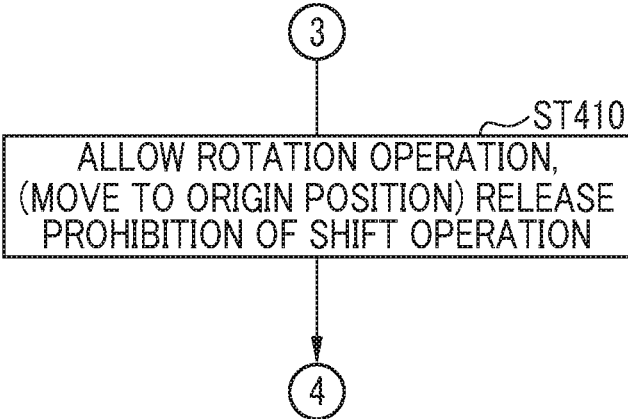 3
ST410
ALLOW ROTATION OPERATION,
(MOVE TO ORIGIN POSITION) RELEASE
PROHIBITION OF SHIFT OPERATION
4